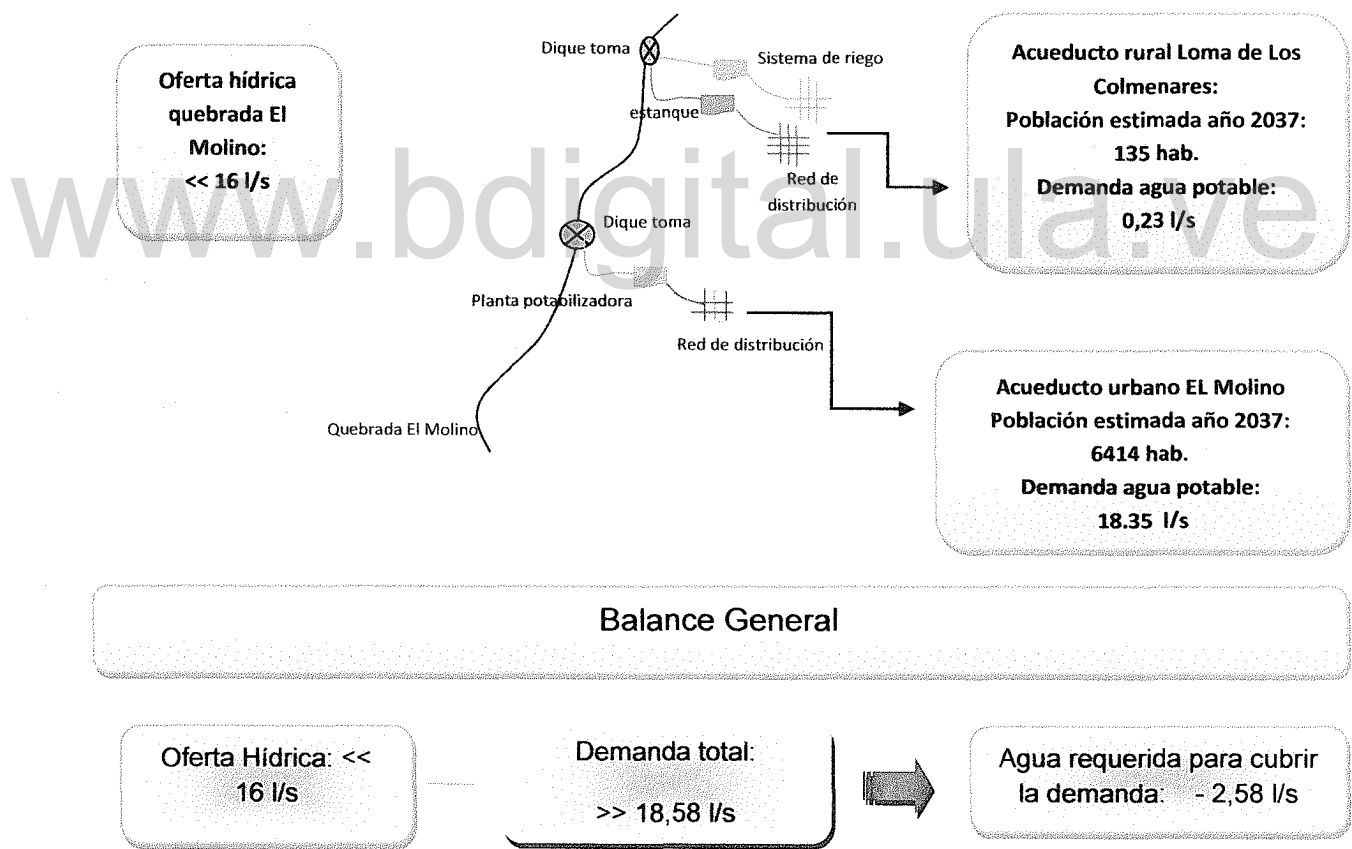 Oferta hídrica
quebrada El
Molino:
<< 16 l/s
Dique toma
Sistema de riego
estanque
Red de
distribución
Dique toma
Planta potabilizadora
Red de distribución
Quebrada El Molino
Acueducto rural Loma de Los
Colmenares:
Población estimada año 2037:
135 hab.
Demanda agua potable:
0,23 l/s
www.bdigital.ula.ve
Acueducto urbano EL Molino
Población estimada año 2037:
6414 hab.
Demanda agua potable:
18.35 l/s
Balance General
Oferta Hídrica: <<
16 l/s
Demanda total:
>> 18,58 l/s
Agua requerida para cubrir
la demanda: - 2,58 l/s